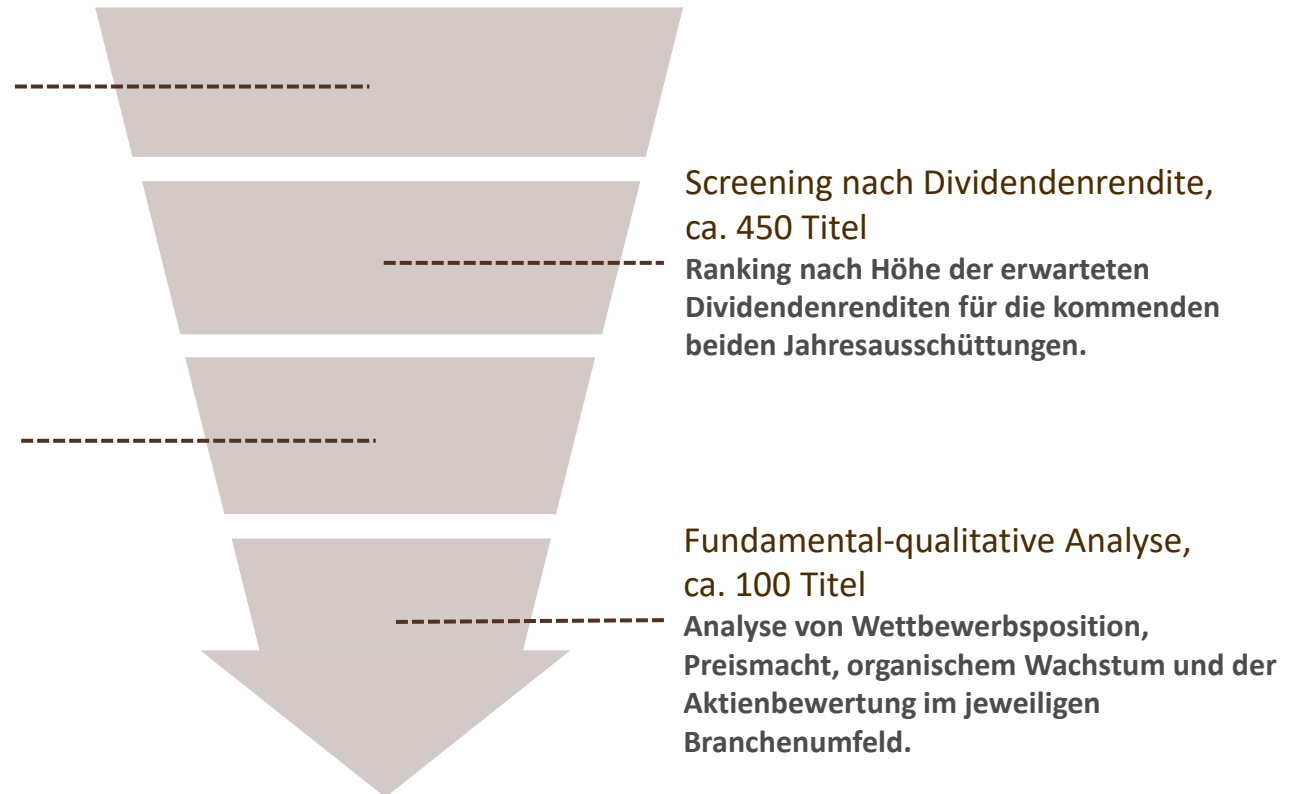 Screening nach Dividendenrendite,
ca. 450 Titel
Ranking nach Höhe der erwarteten
Dividendenrenditen für die kommenden
beiden Jahresausschüttungen.
Fundamental-qualitative Analyse,
ca. 100 Titel
Analyse von Wettbewerbsposition,
Preismacht, organischem Wachstum und der
Aktienbewertung im jeweiligen
Branchenumfeld.